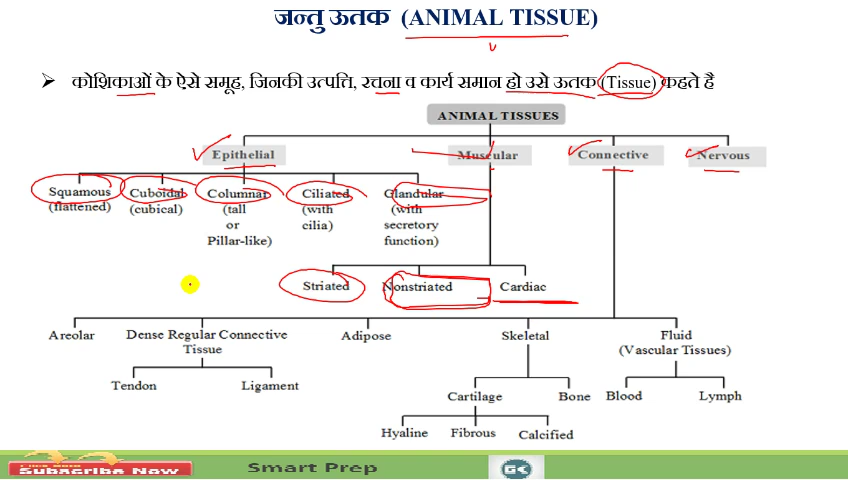 जन्तु ऊतक (ANIMAL TISSUE)
➢ कोशिकाओं के ऐसे समूह, जिनकी उत्पत्ति, रचना व कार्य समान हो उसे ऊतक (Tissue) कहते है
ANIMAL TISSUES
Epithelial Muscular Connective Nervous
Squamous Cuboidal Columnar Ciliated Glandular
(flattened) (cubical) (tall (with (with
or cilia) secretory
Pillar-like) function)
Striated Nonstriated Cardiac
Areolar Dense Regular Connective Adipose Skeletal Fluid
Tissue (Vascular Tissues)
Tendon Ligament
Cartilage Bone Blood Lymph
Hyaline Fibrous Calcified
Subscribe Now Smart Prep GK